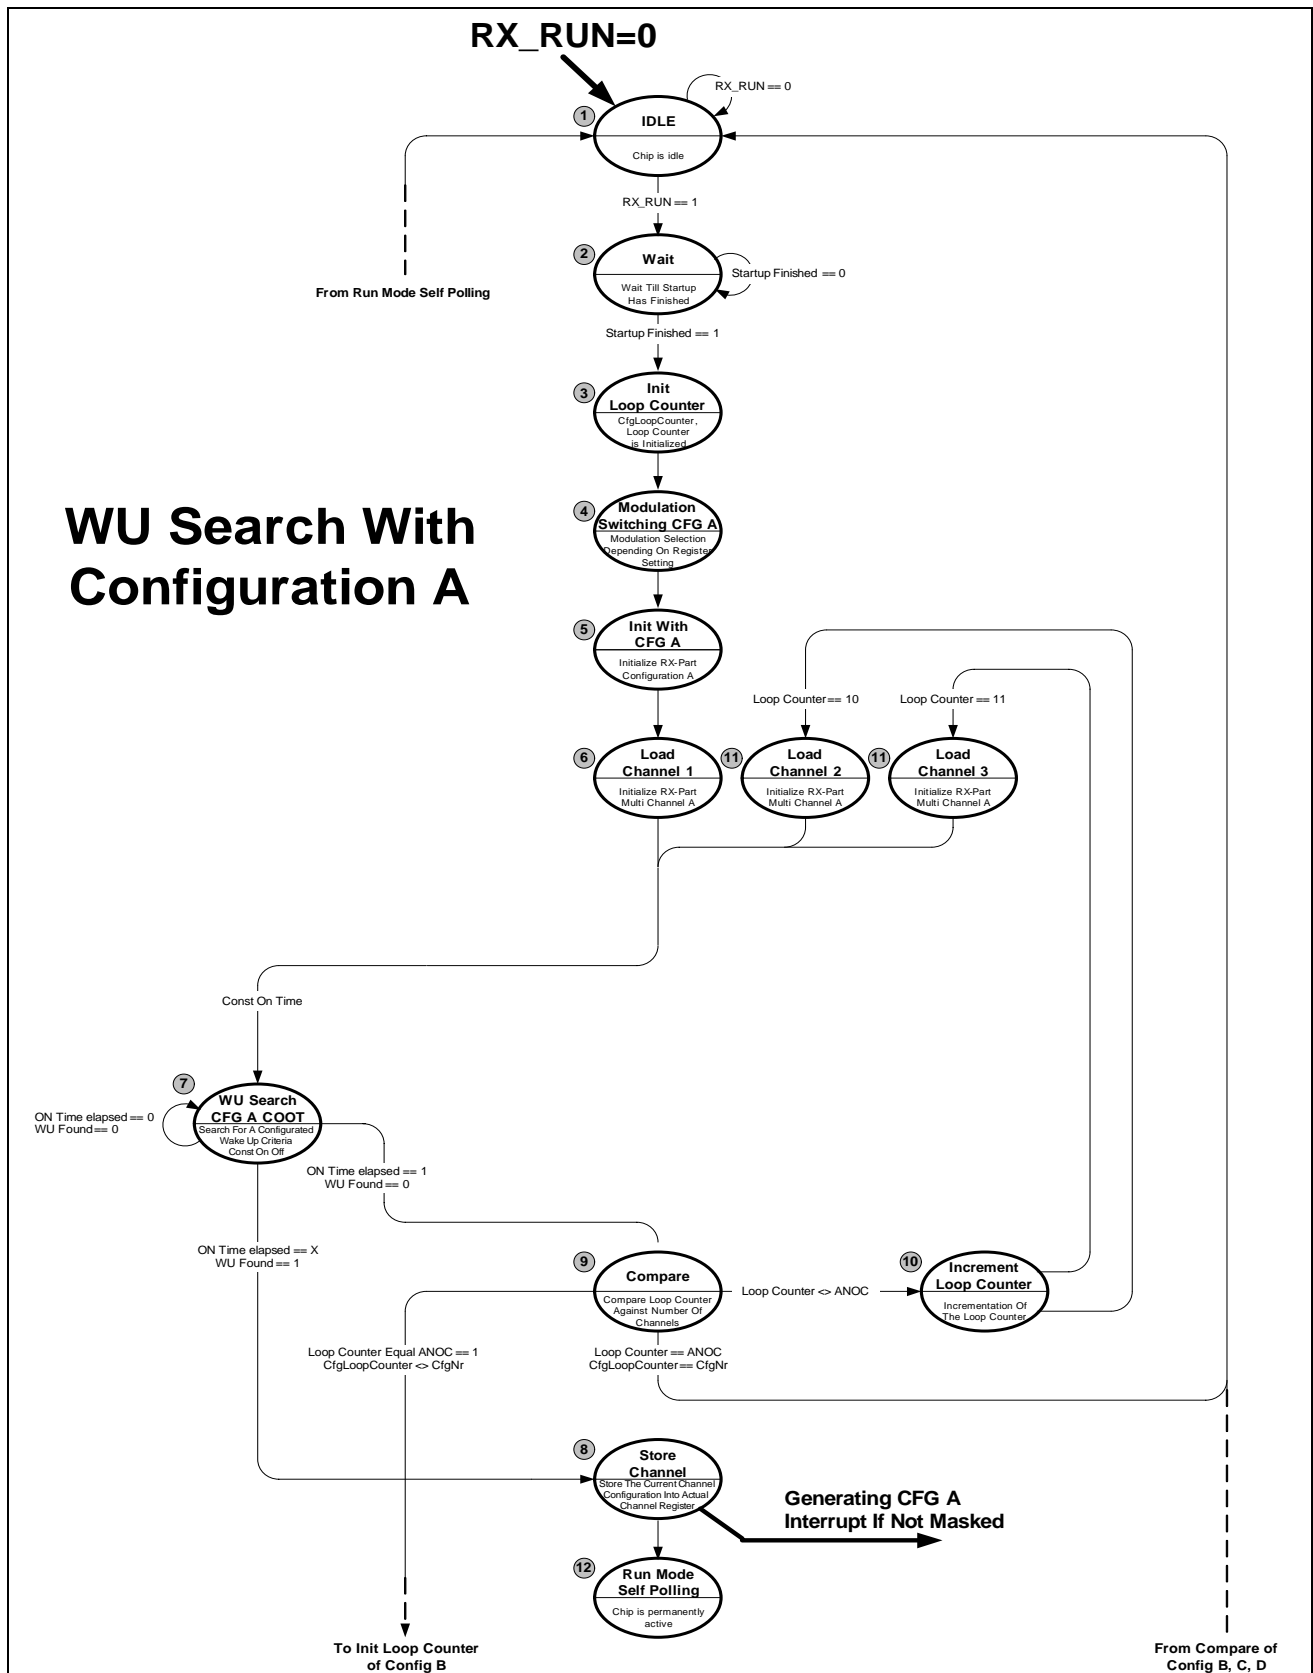 RX_RUN=0
RX_RUN == 0
1
IDLE
Chip is idle
RX_RUN == 1
2
Wait
Wait Till Startup
Has Finished
Startup Finished == 0
From Run Mode Self Polling
Startup Finished == 1
3
Init
Loop Counter
CfgLoopCounter,
Loop Counter
is Initialized
WU Search With
Configuration A
4
Modulation
Switching CFG A
Modulation Selection
Depending On Register
Setting
5
Init With
CFG A
Initialize RX-Part
Configuration A
Loop Counter == 10
Loop Counter == 11
6
Load
Channel 1
Initialize RX-Part
Multi Channel A
11
Load
Channel 2
Initialize RX-Part
Multi Channel A
11
Load
Channel 3
Initialize RX-Part
Multi Channel A
Const On Time
7
WU Search
CFG A COOT
Search For A Configurated
Wake Up Criteria
Const On Off
ON Time elapsed == 0
WU Found == 0
ON Time elapsed == 1
WU Found == 0
ON Time elapsed == X
WU Found == 1
9
Compare
Compare Loop Counter
Against Number Of
Channels
Loop Counter <> ANOC
10
Increment
Loop Counter
Incrementation Of
The Loop Counter
Loop Counter Equal ANOC == 1
CfgLoopCounter <> CfgNr
Loop Counter == ANOC
CfgLoopCounter == CfgNr
8
Store
Channel
Store The Current Channel
Configuration Into Actual
Channel Register
Generating CFG A
Interrupt If Not Masked
12
Run Mode
Self Polling
Chip is permanently
active
To Init Loop Counter
of Config B
From Compare of
Config B, C, D